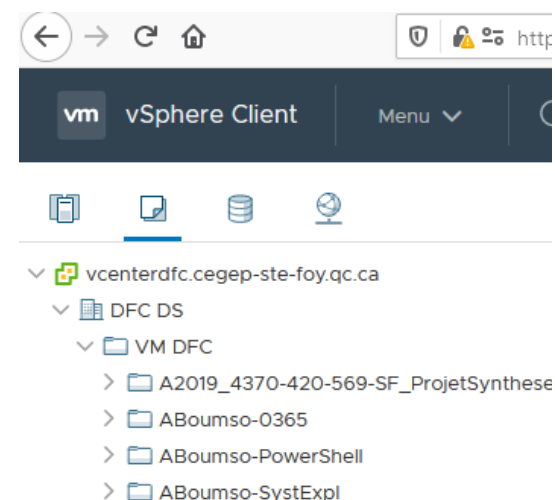 http
vm vSphere Client Menu
vcenterdfc.cegep-ste-foy.qc.ca
DFC DS
VM DFC
A2019_4370-420-569-SF_ProjetSynthese
ABoumso-0365
ABoumso-PowerShell
ABoumso-SystExpl